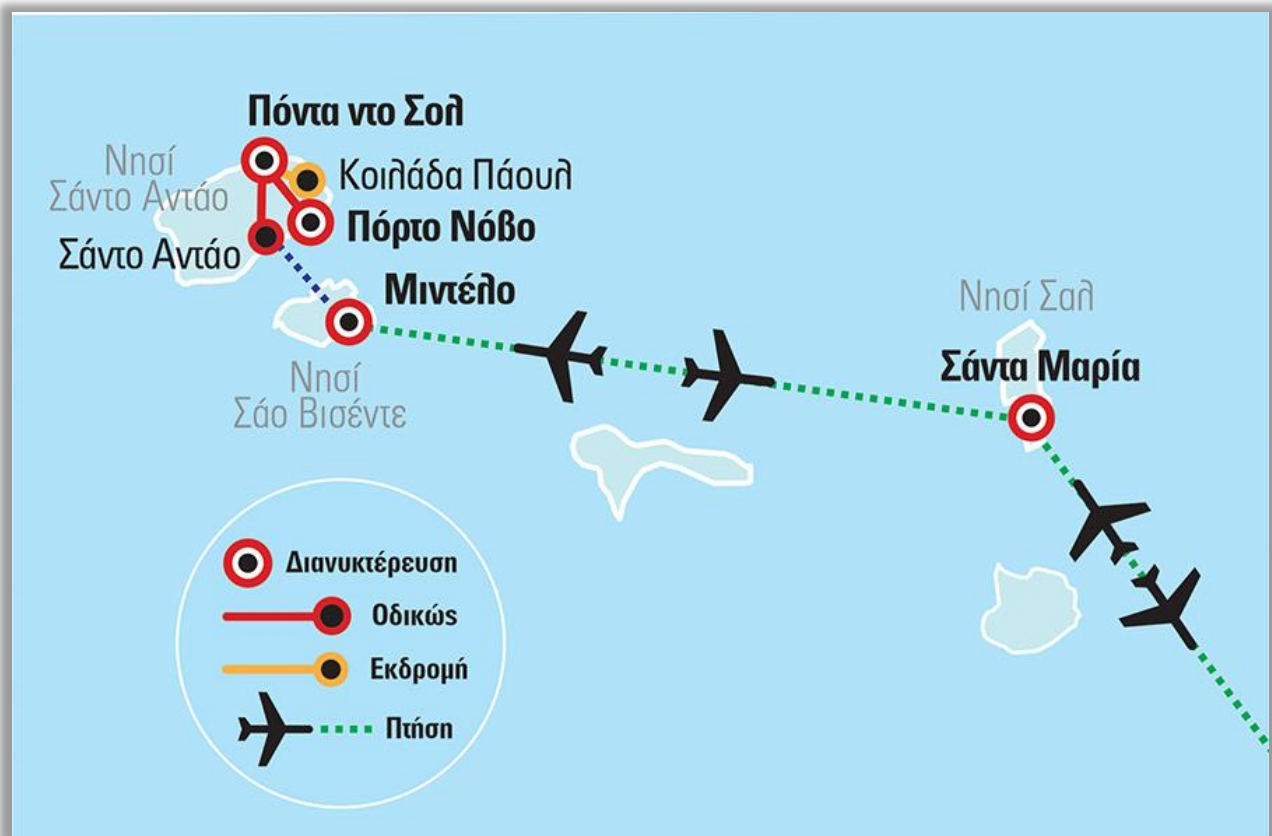 Πόντα ντο Σολ
Νησί
Σάντο Αντάο
Κοιλάδα Πάουλ
Πόρτο Νόβο
Σάντο Αντάο
Μιντέλο
Νησί
Σάο Βισέντε
Νησί Σαλ
Σάντα Μαρία
Διανυκτέρευση
Οδικώς
Εκδρομή
Πτήση